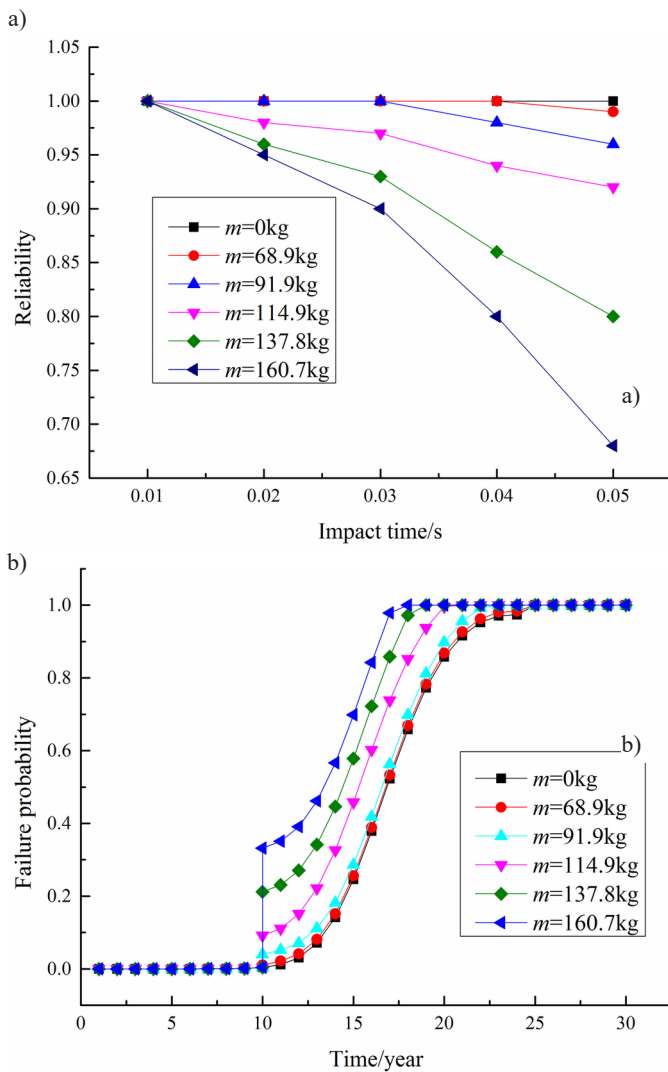 a)
1.05
1.00
0.95
0.90
0.85
0.80
0.75
0.70
0.65
Reliability
m=0kg
m=68.9kg
m=91.9kg
m=114.9kg
m=137.8kg
m=160.7kg
a)
0.01 0.02 0.03 0.04 0.05
Impact time/s
b)
1.0
0.8
0.6
0.4
0.2
0.0
Failure probability
b)
m=0kg
m=68.9kg
m=91.9kg
m=114.9kg
m=137.8kg
m=160.7kg
0 5 10 15 20 25 30
Time/year